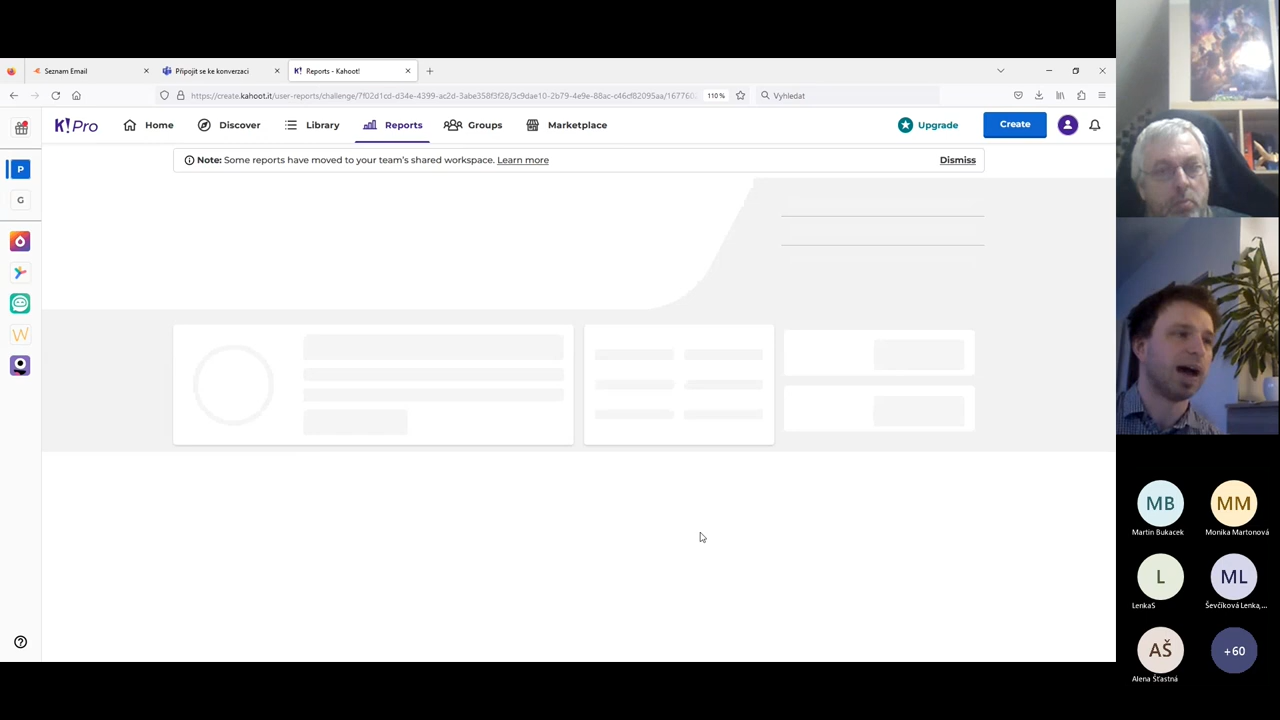 Seznam Email
Připojit se ke konverzaci
K! Reports - Kahoot!
https://create.kahoot.it/user-reports/challenge/7f02d1cd-d34e-4399-ac2d-3abe358f3f28/3c9dae10-2b79-4e9e-88ac-c46cf82095aa/1677602
110 %
Vyhledat
K!Pro
Home
Discover
Library
Reports
Groups
Marketplace
Upgrade
Create
Note: Some reports have moved to your team's shared workspace. Learn more
Dismiss
P
G
W
MB
MM
Martin Bukacek
Monika Martonová
L
ML
LenkaS
Ševčíková Lenka,...
AŠ
+60
Alena Šťastná